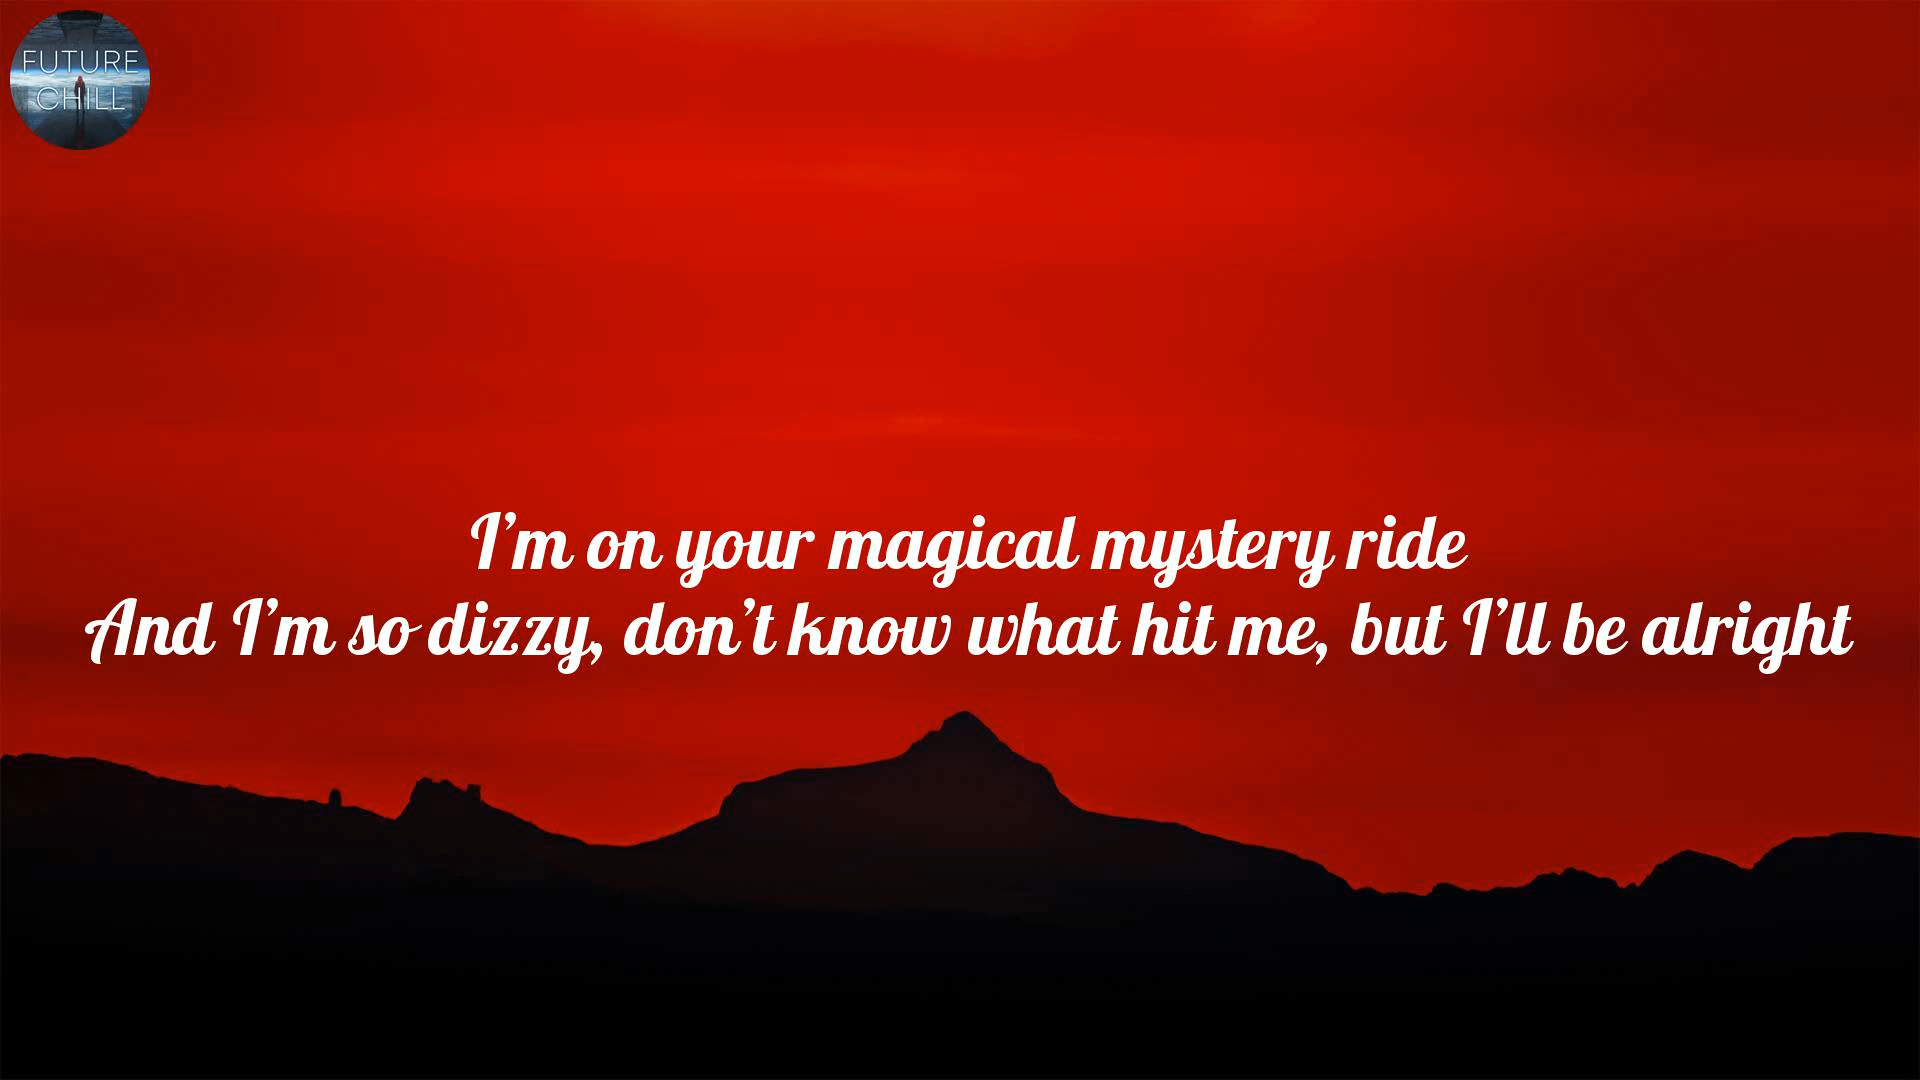 FUTURE
CHILL
I'm on your magical mystery ride
And I'm so dizzy, don't know what hit me, but I'll be alright